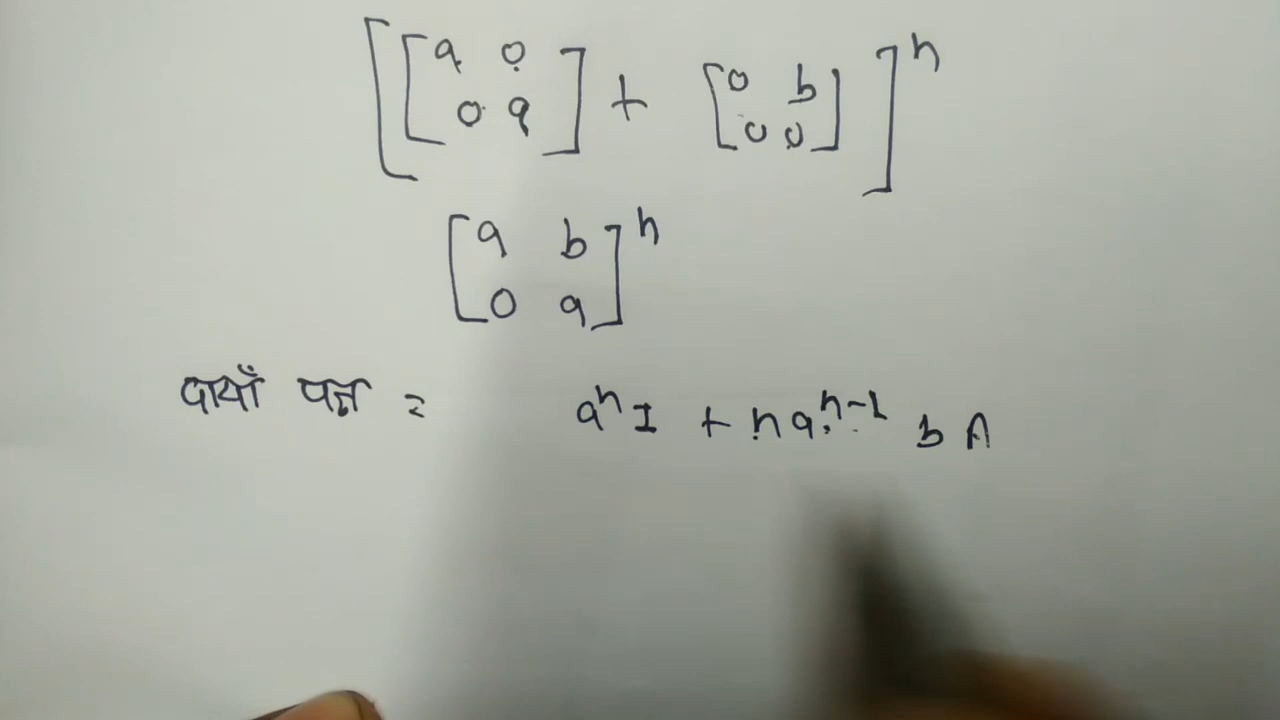 [[a 0
0 a] + [0 b
0 0]]^n
[a b
0 a]^n
दायाँ पक्ष = a^n I + n a^{n-1} b A